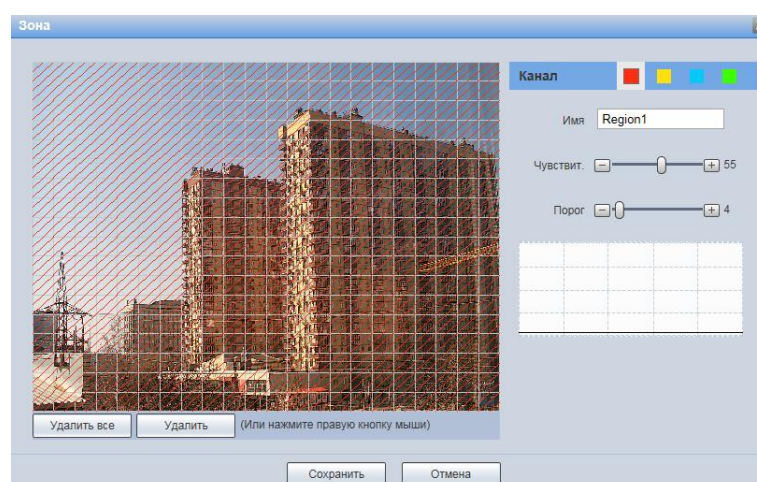 Зона
Канал
Имя Region1
Чувствит. 55
Порог 4
Удалить все Удалить (Или нажмите правую кнопку мыши)
Сохранить Отмена